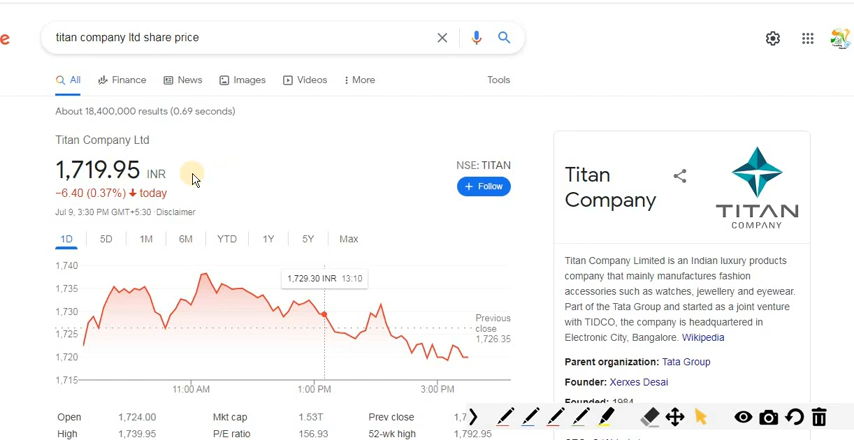 titan company ltd share price
All
Finance
News
Images
Videos
More
Tools
About 18,400,000 results (0.69 seconds)
Titan Company Ltd
1,719.95 INR
−6.40 (0.37%) today
Jul 9, 3:30 PM GMT+5:30 · Disclaimer
NSE: TITAN
+ Follow
1D 5D 1M 6M YTD 1Y 5Y Max
1,740
1,735
1,730
1,725
1,720
1,715
1,729.30 INR 13:10
Previous
close
1,726.35
11:00 AM 1:00 PM 3:00 PM
Open 1,724.00 Mkt cap 1.53T Prev close
High 1,739.95 P/E ratio 156.93 52-wk high 1,792.95
Titan
Company
TITAN
COMPANY
Titan Company Limited is an Indian luxury products
company that mainly manufactures fashion
accessories such as watches, jewellery and eyewear.
Part of the Tata Group and started as a joint venture
with TIDCO, the company is headquartered in
Electronic City, Bangalore. Wikipedia
Parent organization: Tata Group
Founder: Xerxes Desai
Founded: 1984